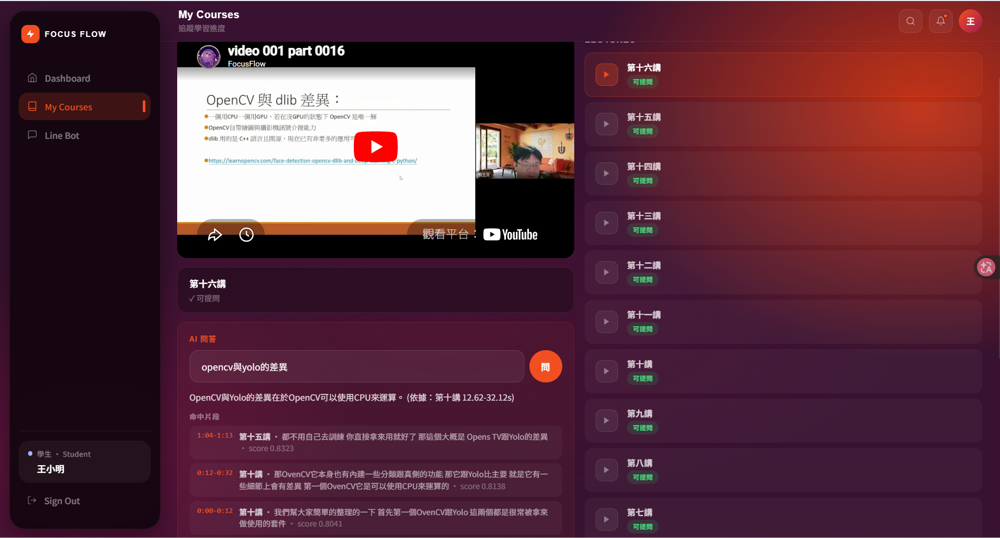 FOCUS FLOW
Dashboard
My Courses
Line Bot
學生 • Student
王小明
Sign Out
My Courses
追蹤學習進度
王
video 001 part 0016
FocusFlow
OpenCV 與 dlib 差異：
一個用CPU一個用GPU，若在沒GPU的狀態下 OpenCV 是唯一解
OpenCV自帶繪圖與攝影機訊號介接能力
dlib 用的是 C++ 語言且開源，現在已有非常多的應用可
https://learnopencv.com/face-detection-opencv-dlib-and-deep-learning-c-python/
觀看平台： YouTube
第十六講
✓ 可提問
AI 問答
opencv與yolo的差異
問
OpenCV與Yolo的差異在於OpenCV可以使用CPU來運算。 (依據：第十講 12.62-32.12s)
命中片段
1:04-1:13 第十五講 • 都不用自己去訓練 你直接拿來用就好了 那這個大概是 Opens TV跟Yolo的差異
• score 0.8323
0:12-0:32 第十講 • 那OvenCV它本身也有內建一些分類跟真側的功能 那它跟Yolo比主要 就是它有一
些細節上會有差異 第一個OvenCV它是可以使用CPU來運算的 • score 0.8138
0:00-0:12 第十講 • 我們幫大家簡單的整理的一下 首先第一個OvenCV跟Yolo 這兩個都是很常被拿來
做使用的套件 • score 0.8041
LECTURES
第十六講
可提問
第十五講
可提問
第十四講
可提問
第十三講
可提問
第十二講
可提問
第十一講
可提問
第十講
可提問
第九講
可提問
第八講
可提問
第七講
可提問